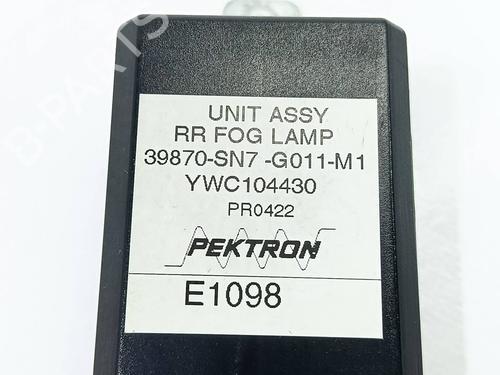 UNIT ASSY
RR FOG LAMP
39870-SN7 -G011-M1
YWC104430
PR0422
PEKTRON
E1098